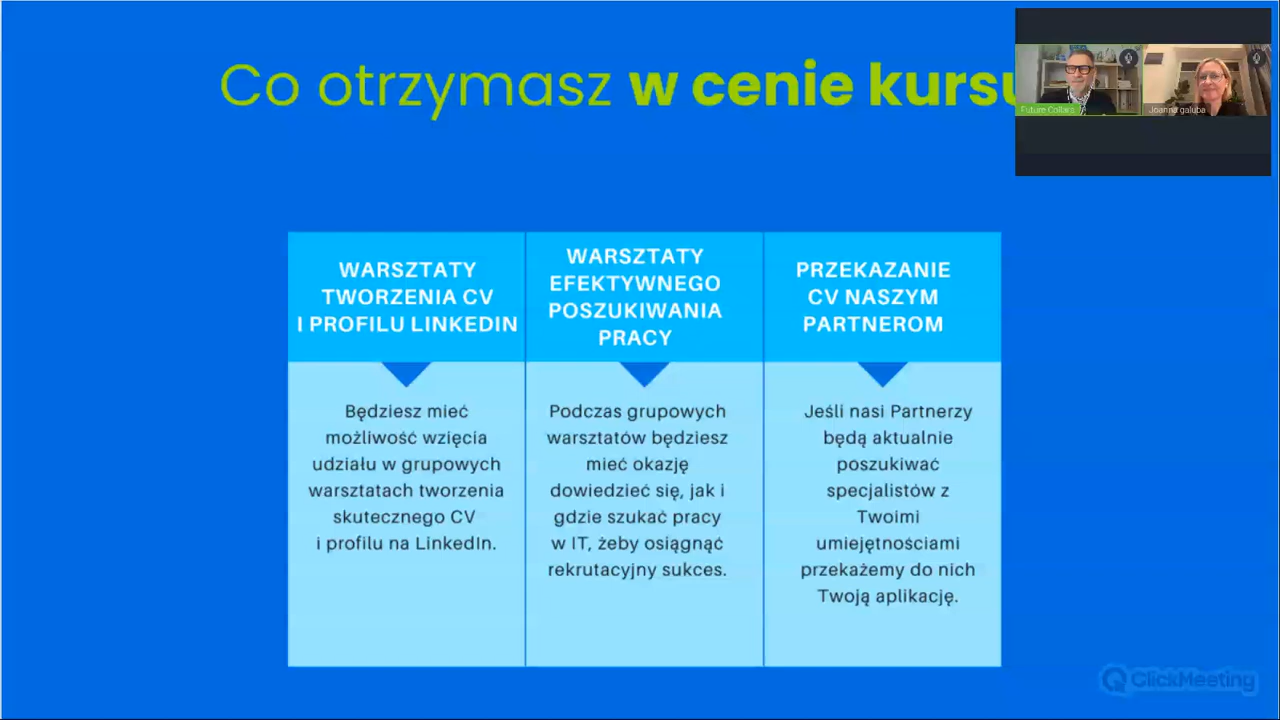 Co otrzymasz w cenie kursu
Future Collars
Joanna gałuba
WARSZTATY
TWORZENIA CV
I PROFILU LINKEDIN
Będziesz mieć
możliwość wzięcia
udziału w grupowych
warsztatach tworzenia
skutecznego CV
i profilu na LinkedIn.
WARSZTATY
EFEKTYWNEGO
POSZUKIWANIA
PRACY
Podczas grupowych
warsztatów będziesz
mieć okazję
dowiedzieć się, jak i
gdzie szukać pracy
w IT, żeby osiągnąć
rekrutacyjny sukces.
PRZEKAZANIE
CV NASZYM
PARTNEROM
Jeśli nasi Partnerzy
będą aktualnie
poszukiwać
specjalistów z
Twoimi
umiejętnościami
przekażemy do nich
Twoją aplikację.
ClickMeeting